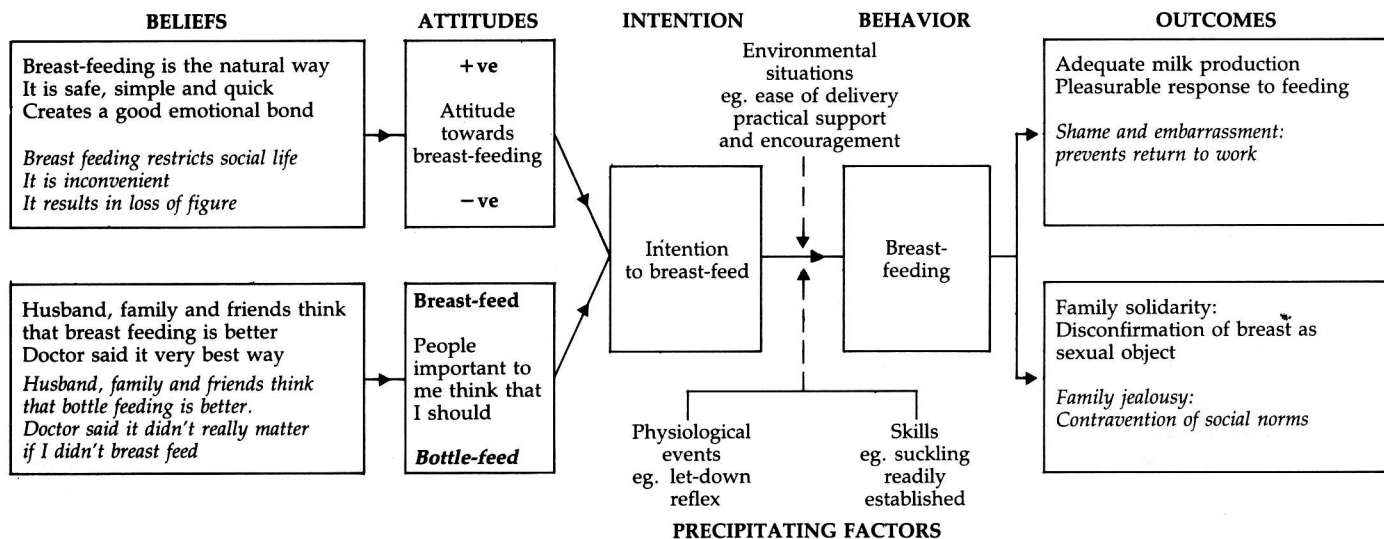 BELIEFS
ATTITUDES
INTENTION
BEHAVIOR
OUTCOMES
Breast-feeding is the natural way
It is safe, simple and quick
Creates a good emotional bond
Breast feeding restricts social life
It is inconvenient
It results in loss of figure
+ve
Attitude
towards
breast-feeding
−ve
Husband, family and friends think
that breast feeding is better
Doctor said it very best way
Husband, family and friends think
that bottle feeding is better.
Doctor said it didn't really matter
if I didn't breast feed
Breast-feed
People
important to
me think that
I should
Bottle-feed
Intention
to breast-feed
Environmental
situations
eg. ease of delivery
practical support
and encouragement
Breast-
feeding
Physiological
events
eg. let-down
reflex
Skills
eg. suckling
readily
established
PRECIPITATING FACTORS
Adequate milk production
Pleasurable response to feeding
Shame and embarrassment:
prevents return to work
Family solidarity:
Disconfirmation of breast as
sexual object
Family jealousy:
Contravention of social norms